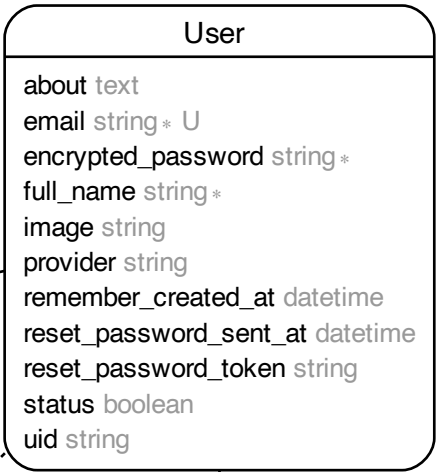 User
about text
email string* U
encrypted_password string*
full_name string*
image string
provider string
remember_created_at datetime
reset_password_sent_at datetime
reset_password_token string
status boolean
uid string